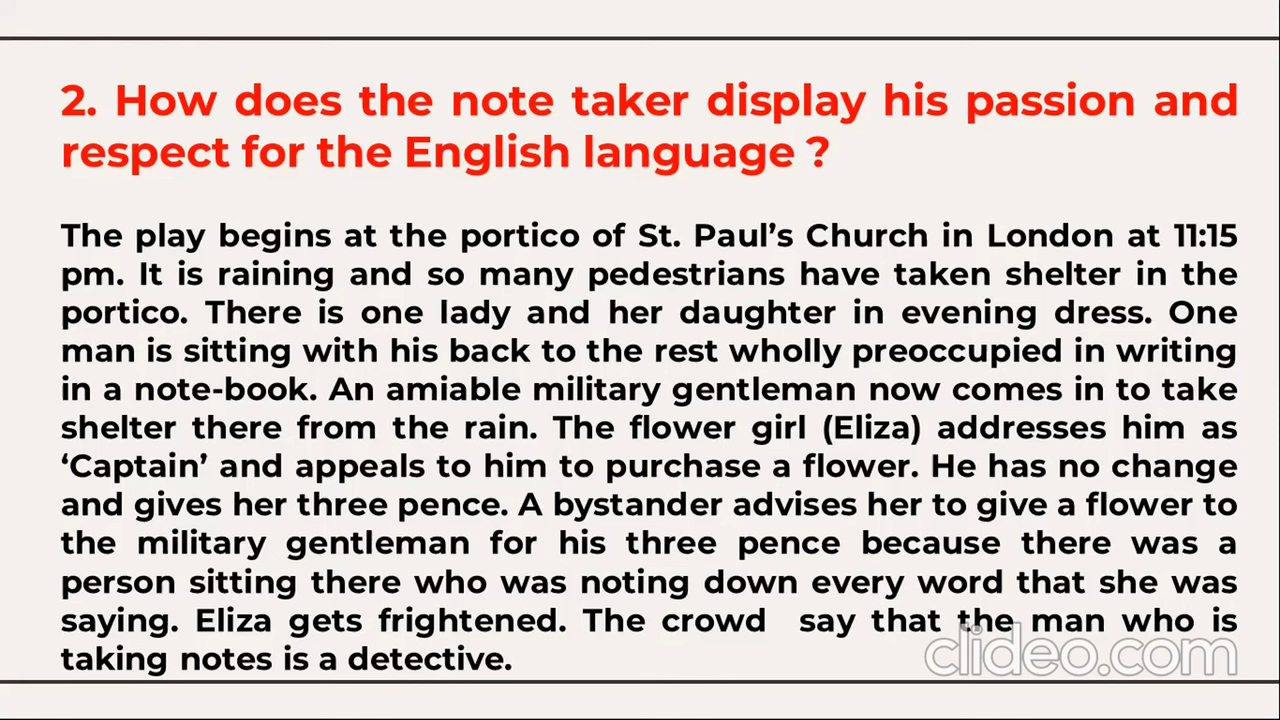 2. How does the note taker display his passion and
respect for the English language ?
The play begins at the portico of St. Paul’s Church in London at 11:15
pm. It is raining and so many pedestrians have taken shelter in the
portico. There is one lady and her daughter in evening dress. One
man is sitting with his back to the rest wholly preoccupied in writing
in a note-book. An amiable military gentleman now comes in to take
shelter there from the rain. The flower girl (Eliza) addresses him as
‘Captain’ and appeals to him to purchase a flower. He has no change
and gives her three pence. A bystander advises her to give a flower to
the military gentleman for his three pence because there was a
person sitting there who was noting down every word that she was
saying. Eliza gets frightened. The crowd say that the man who is
taking notes is a detective.
clideo.com